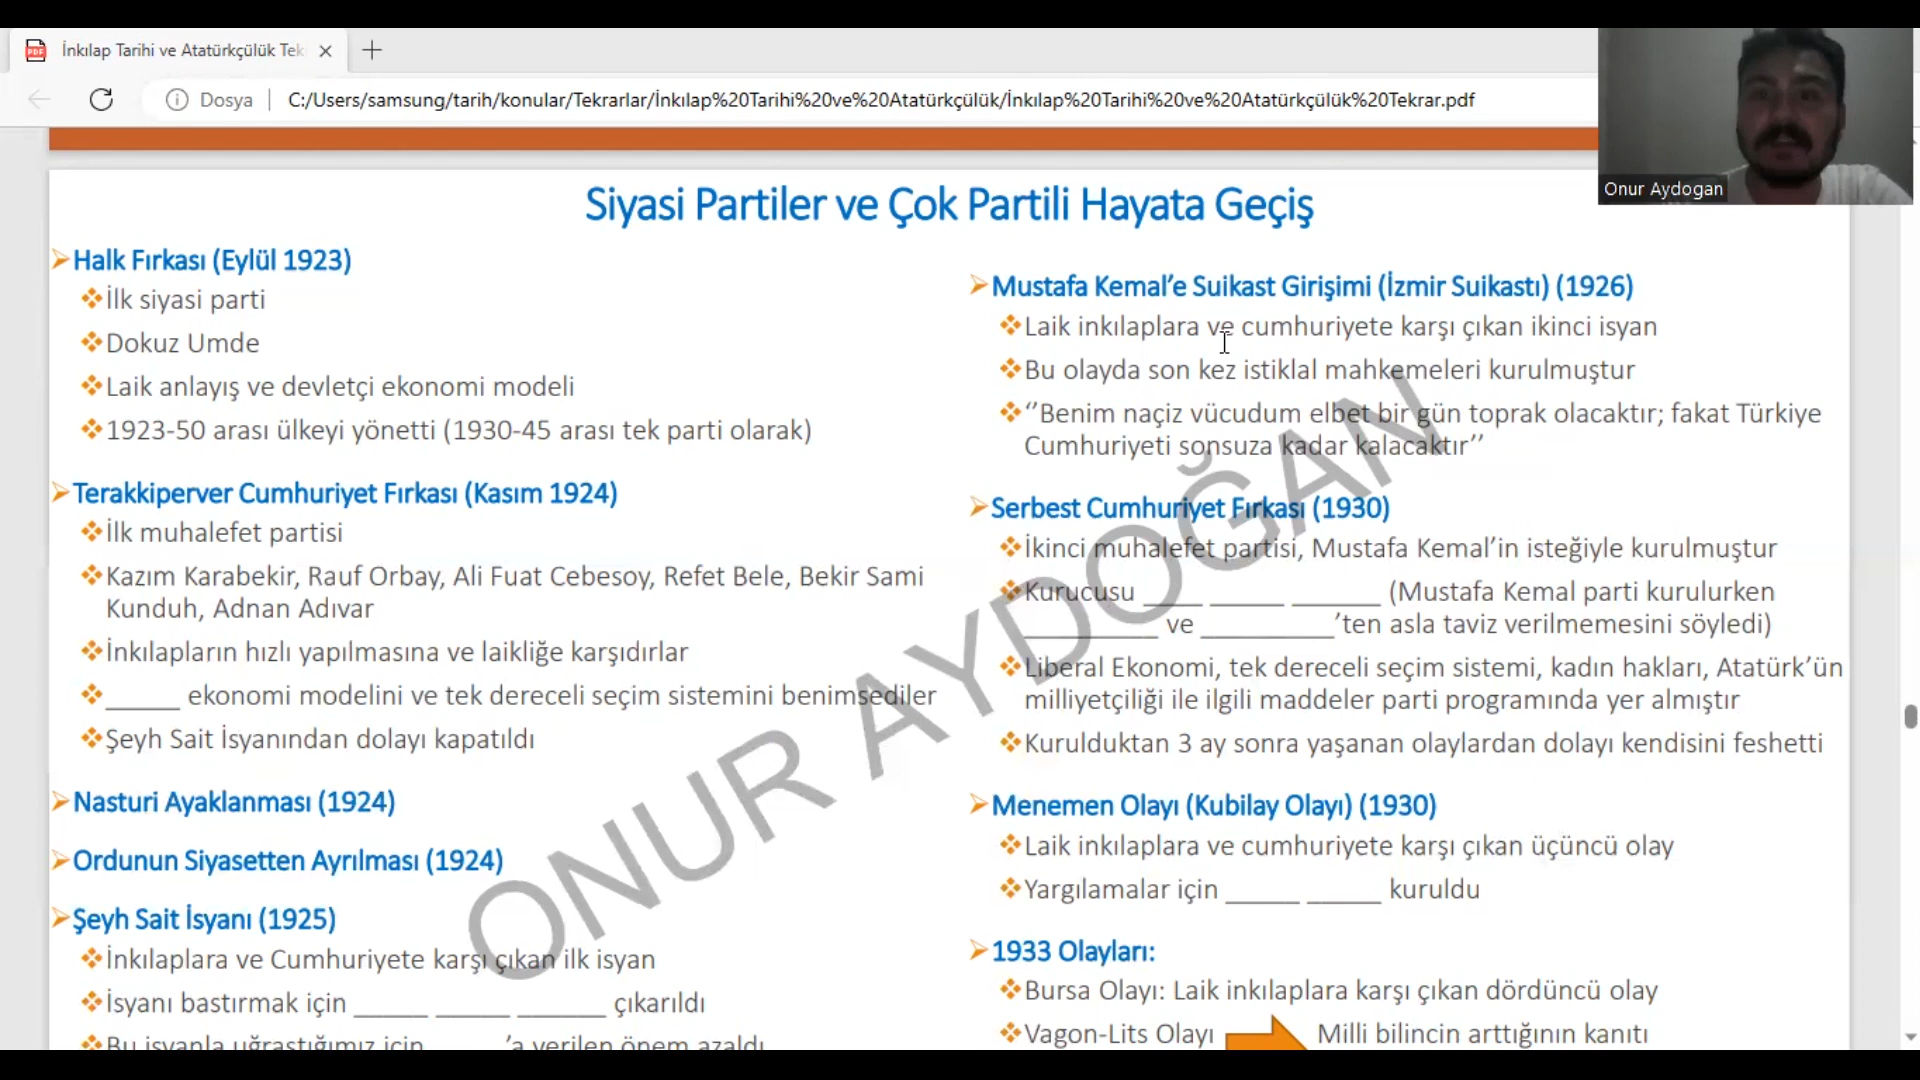 İnkılap Tarihi ve Atatürkçülük Tek
Dosya
C:/Users/samsung/tarih/konular/Tekrarlar/İnkılap%20Tarihi%20ve%20Atatürkçülük/İnkılap%20Tarihi%20ve%20Atatürkçülük%20Tekrar.pdf
Onur Aydogan
Siyasi Partiler ve Çok Partili Hayata Geçiş
Halk Fırkası (Eylül 1923)
İlk siyasi parti
Dokuz Umde
Laik anlayış ve devletçi ekonomi modeli
1923-50 arası ülkeyi yönetti (1930-45 arası tek parti olarak)
Terakkiperver Cumhuriyet Fırkası (Kasım 1924)
İlk muhalefet partisi
Kazım Karabekir, Rauf Orbay, Ali Fuat Cebesoy, Refet Bele, Bekir Sami
Kunduh, Adnan Adıvar
İnkılapların hızlı yapılmasına ve laikliğe karşıdırlar
_____ ekonomi modelini ve tek dereceli seçim sistemini benimsediler
Şeyh Sait İsyanından dolayı kapatıldı
Nasturi Ayaklanması (1924)
Ordunun Siyasetten Ayrılması (1924)
Şeyh Sait İsyanı (1925)
İnkılaplara ve Cumhuriyete karşı çıkan ilk isyan
İsyanı bastırmak için _____ _____ ______ çıkarıldı
Bu isyanla uğraştığımız için _____'a verilen önem azaldı
Mustafa Kemal’e Suikast Girişimi (İzmir Suikastı) (1926)
Laik inkılaplara ve cumhuriyete karşı çıkan ikinci isyan
Bu olayda son kez istiklal mahkemeleri kurulmuştur
‘’Benim naçiz vücudum elbet bir gün toprak olacaktır; fakat Türkiye
Cumhuriyeti sonsuza kadar kalacaktır’’
Serbest Cumhuriyet Fırkası (1930)
İkinci muhalefet partisi, Mustafa Kemal’in isteğiyle kurulmuştur
Kurucusu ____ _____ ______ (Mustafa Kemal parti kurulurken
_________ ve _________’ten asla taviz verilmemesini söyledi)
Liberal Ekonomi, tek dereceli seçim sistemi, kadın hakları, Atatürk’ün
milliyetçiliği ile ilgili maddeler parti programında yer almıştır
Kurulduktan 3 ay sonra yaşanan olaylardan dolayı kendisini feshetti
Menemen Olayı (Kubilay Olayı) (1930)
Laik inkılaplara ve cumhuriyete karşı çıkan üçüncü olay
Yargılamalar için _____ _____ kuruldu
1933 Olayları:
Bursa Olayı: Laik inkılaplara karşı çıkan dördüncü olay
Vagon-Lits Olayı Milli bilincin arttığının kanıtı
ONUR AYDOĞAN